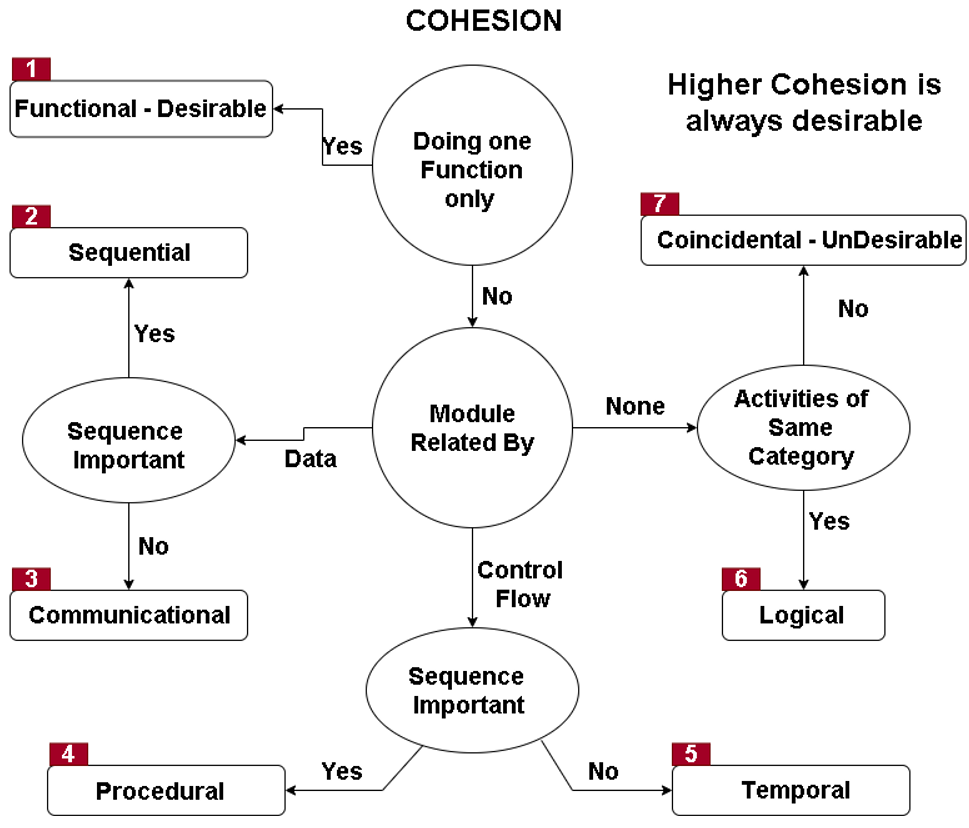 COHESION
1
Functional - Desirable
Yes
Doing one
Function
only
Higher Cohesion is
always desirable
2
Sequential
7
Coincidental - UnDesirable
No
No
Yes
Sequence
Important
Data
Module
Related By
None
Activities of
Same
Category
No
Yes
3
Communicational
Control
Flow
6
Logical
Sequence
Important
4
Procedural
Yes
No
5
Temporal